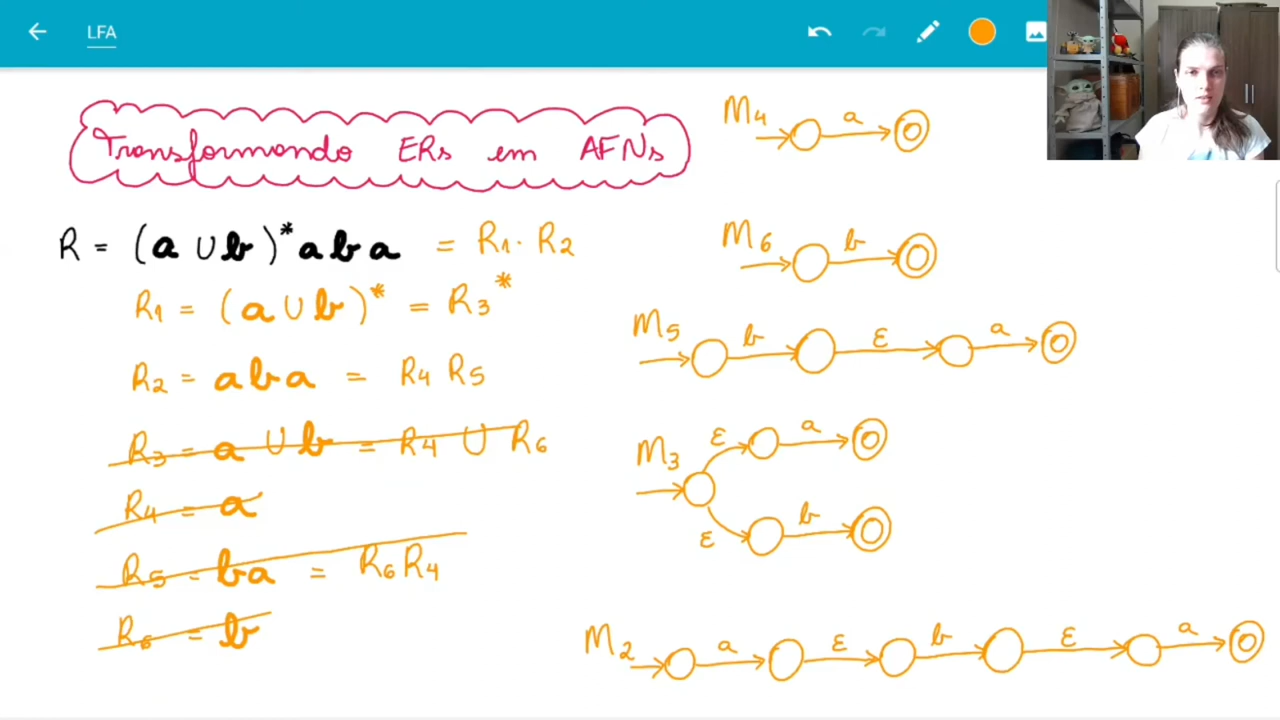 LFA
Transformando ERs em AFNs
R = (a ∪ b)* a b a = R1 · R2
R1 = (a ∪ b)* = R3*
R2 = a b a = R4 R5
R3 = a ∪ b = R4 ∪ R6
R4 = a
R5 = b a = R6 R4
R6 = b
M4 a
M6 b
M5 b ε a
M3 ε a
ε b
M2 a ε b ε a